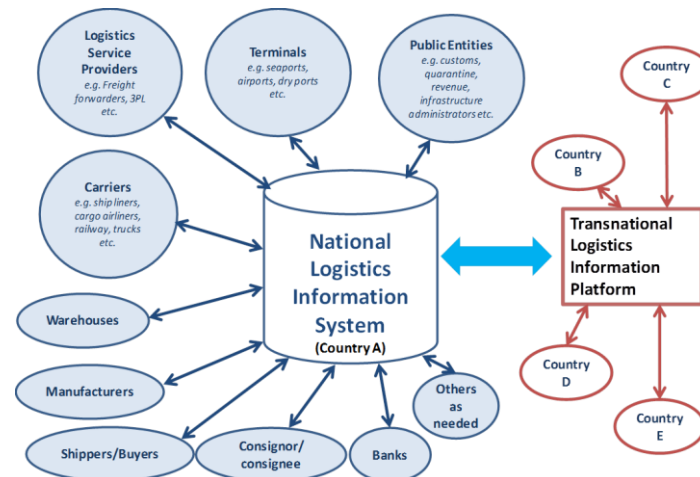 Logistics
Service
Providers
e.g. Freight
forwarders, 3PL
etc.
Terminals
e.g. seaports,
airports, dry ports
etc.
Public Entities
e.g. customs,
quarantine,
revenue,
infrastructure
administrators etc.
Country
C
Country
B
Carriers
e.g. ship liners,
cargo airliners,
railway, trucks
etc.
National
Logistics
Information
System
(Country A)
Transnational
Logistics
Information
Platform
Warehouses
Manufacturers
Shippers/Buyers
Consignor/
consignee
Banks
Others
as
needed
Country
D
Country
E